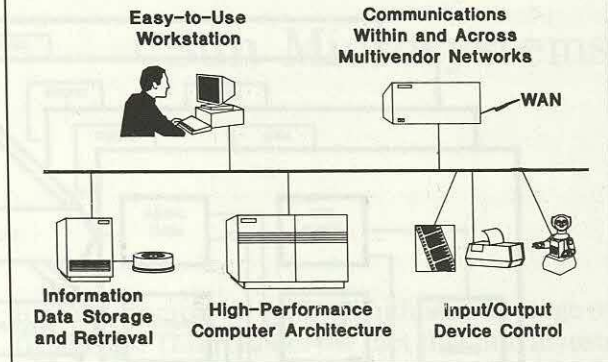 Easy-to-Use
Workstation
Communications
Within and Across
Multivendor Networks
WAN
Information
Data Storage
and Retrieval
High-Performance
Computer Architecture
Input/Output
Device Control